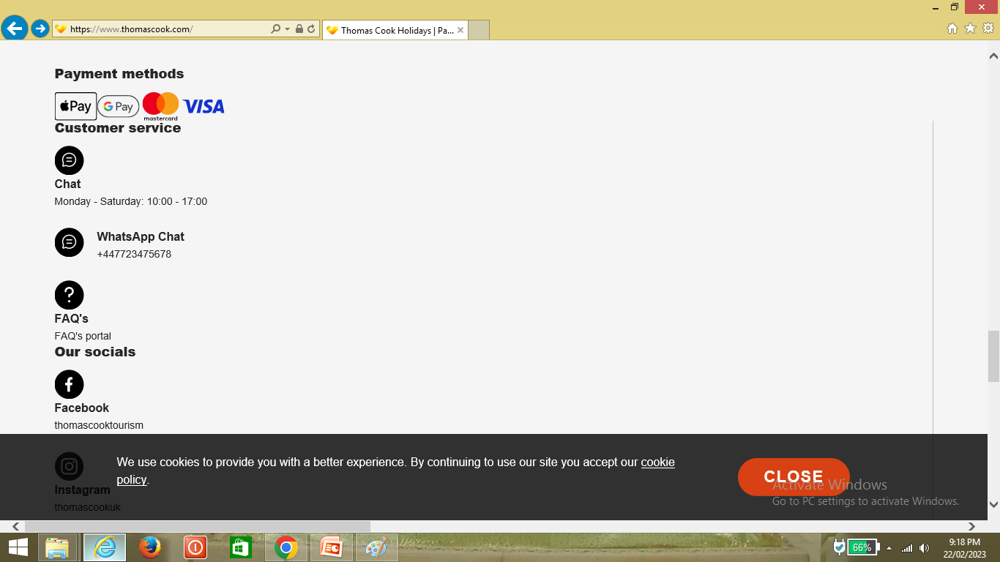 https://www.thomascook.com/
Thomas Cook Holidays | Pa...
Payment methods
Pay
G Pay
mastercard
VISA
Customer service
Chat
Monday - Saturday: 10:00 - 17:00
WhatsApp Chat
+447723475678
?
FAQ's
FAQ's portal
Our socials
f
Facebook
thomascooktourism
We use cookies to provide you with a better experience. By continuing to use our site you accept our cookie
policy.
CLOSE
Instagram
thomascookuk
Activate Windows
Go to PC settings to activate Windows.
66%
9:18 PM
22/02/2023